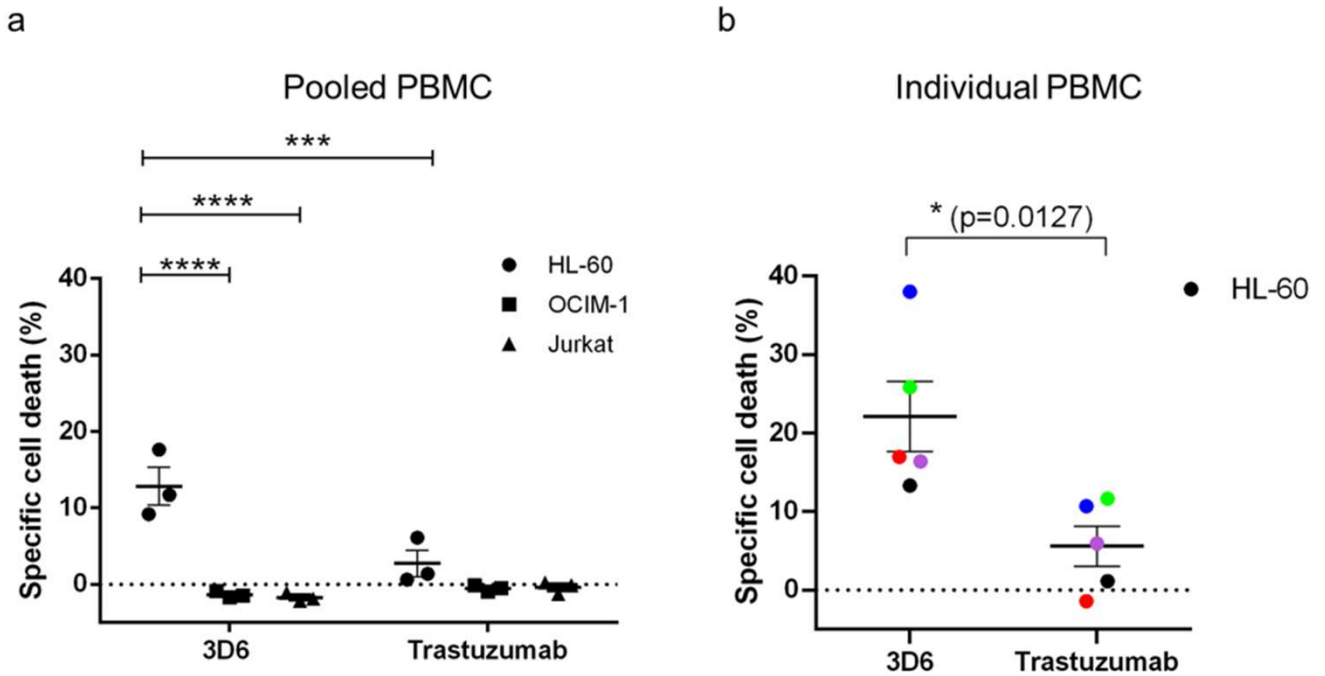 a
Pooled PBMC
***
****
****
HL-60
OCIM-1
Jurkat
Specific cell death (%)
40
30
20
10
0
3D6 Trastuzumab
b
Individual PBMC
* (p=0.0127)
HL-60
Specific cell death (%)
40
30
20
10
0
3D6 Trastuzumab